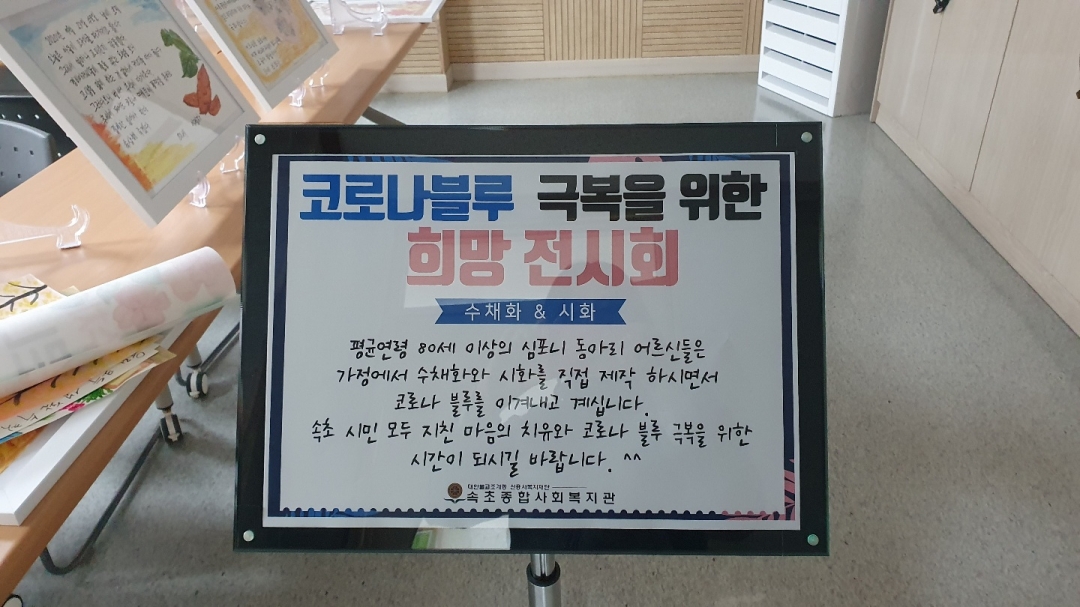 코로나블루 극복을 위한
희망 전시회
수채화 & 시화
평균연령 80세 이상의 심포니 동아리 어르신들은
가정에서 수채화와 시화를 직접 제작 하시면서
코로나 블루를 이겨내고 계십니다.
속초 시민 모두 지친 마음의 치유와 코로나 블루 극복을 위한
시간이 되시길 바랍니다. ^^
속초종합사회복지관